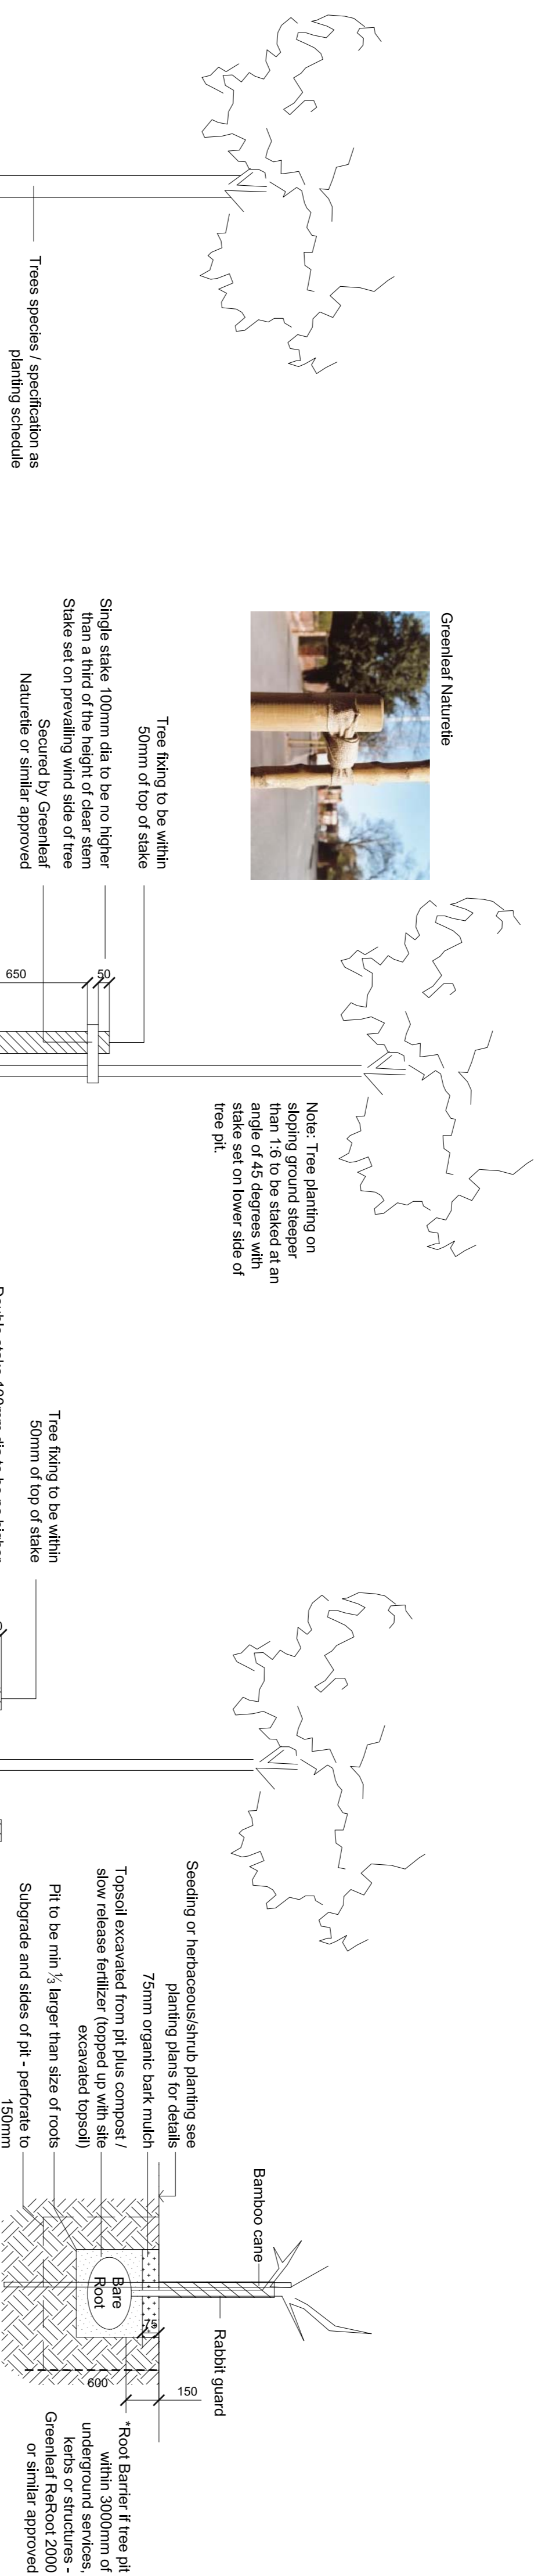 Trees species / specification as
planting schedule
Greenleaf Naturetie
Tree fixing to be within
50mm of top of stake
Single stake 100mm dia to be no higher
than a third of the height of clear stem
Stake set on prevailing wind side of tree
Secured by Greenleaf
Naturetie or similar approved
650
50
Note: Tree planting on
sloping ground steeper
than 1:6 to be staked at an
angle of 45 degrees with
stake set on lower side of
tree pit.
Tree fixing to be within
50mm of top of stake
Seeding or herbaceous/shrub planting see
planting plans for details
75mm organic bark mulch
Topsoil excavated from pit plus compost /
slow release fertilizer (topped up with site
excavated topsoil)
Pit to be min ⅓ larger than size of roots
Subgrade and sides of pit - perforate to
150mm
Bamboo cane
Rabbit guard
Bare
Root
75
600
150
*Root Barrier if tree pit
within 3000mm of
underground services,
kerbs or structures -
Greenleaf ReRoot 2000
or similar approved